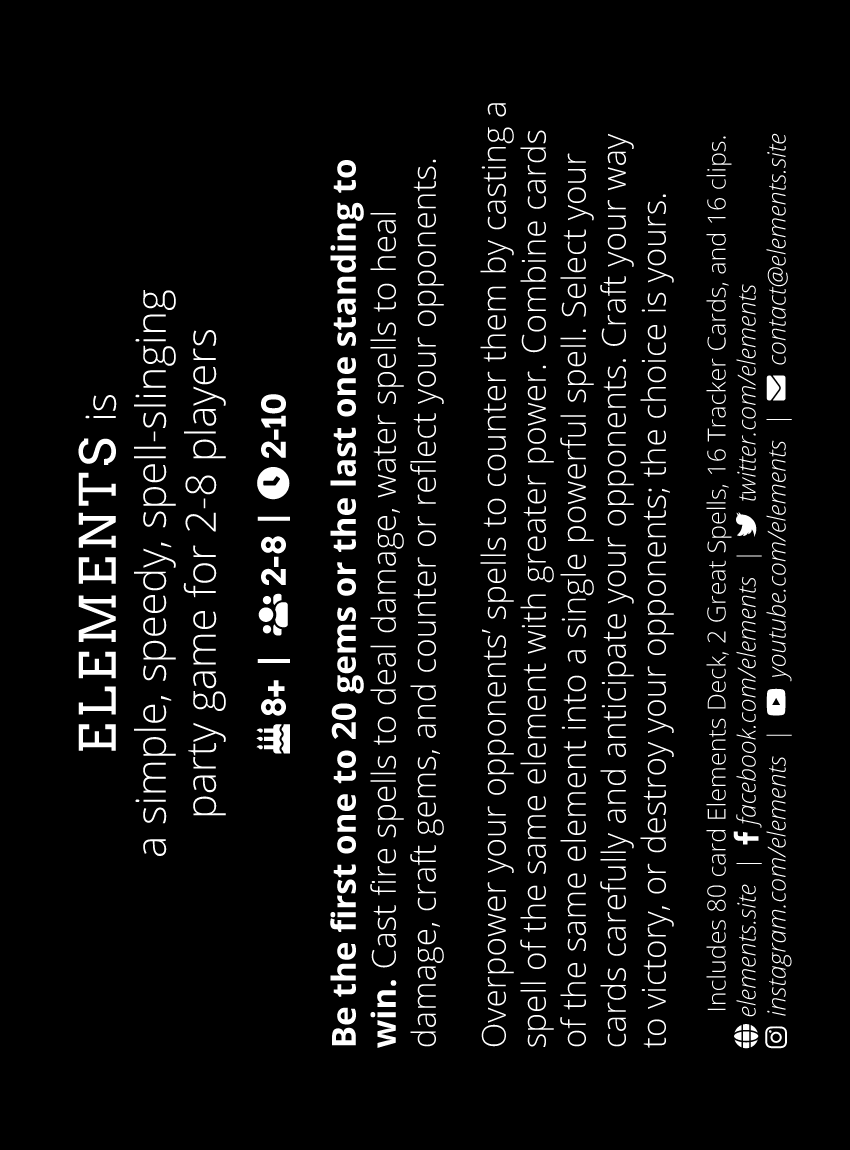 ELEMENTS is
a simple, speedy, spell-slinging
party game for 2-8 players
8+ | 2-8 | 2-10
Be the first one to 20 gems or the last one standing to
win. Cast fire spells to deal damage, water spells to heal
damage, craft gems, and counter or reflect your opponents.
Overpower your opponents' spells to counter them by casting a
spell of the same element with greater power. Combine cards
of the same element into a single powerful spell. Select your
cards carefully and anticipate your opponents. Craft your way
to victory, or destroy your opponents; the choice is yours.
Includes 80 card Elements Deck, 2 Great Spells, 16 Tracker Cards, and 16 clips.
elements.site | facebook.com/elements | twitter.com/elements
instagram.com/elements | youtube.com/elements | contact@elements.site